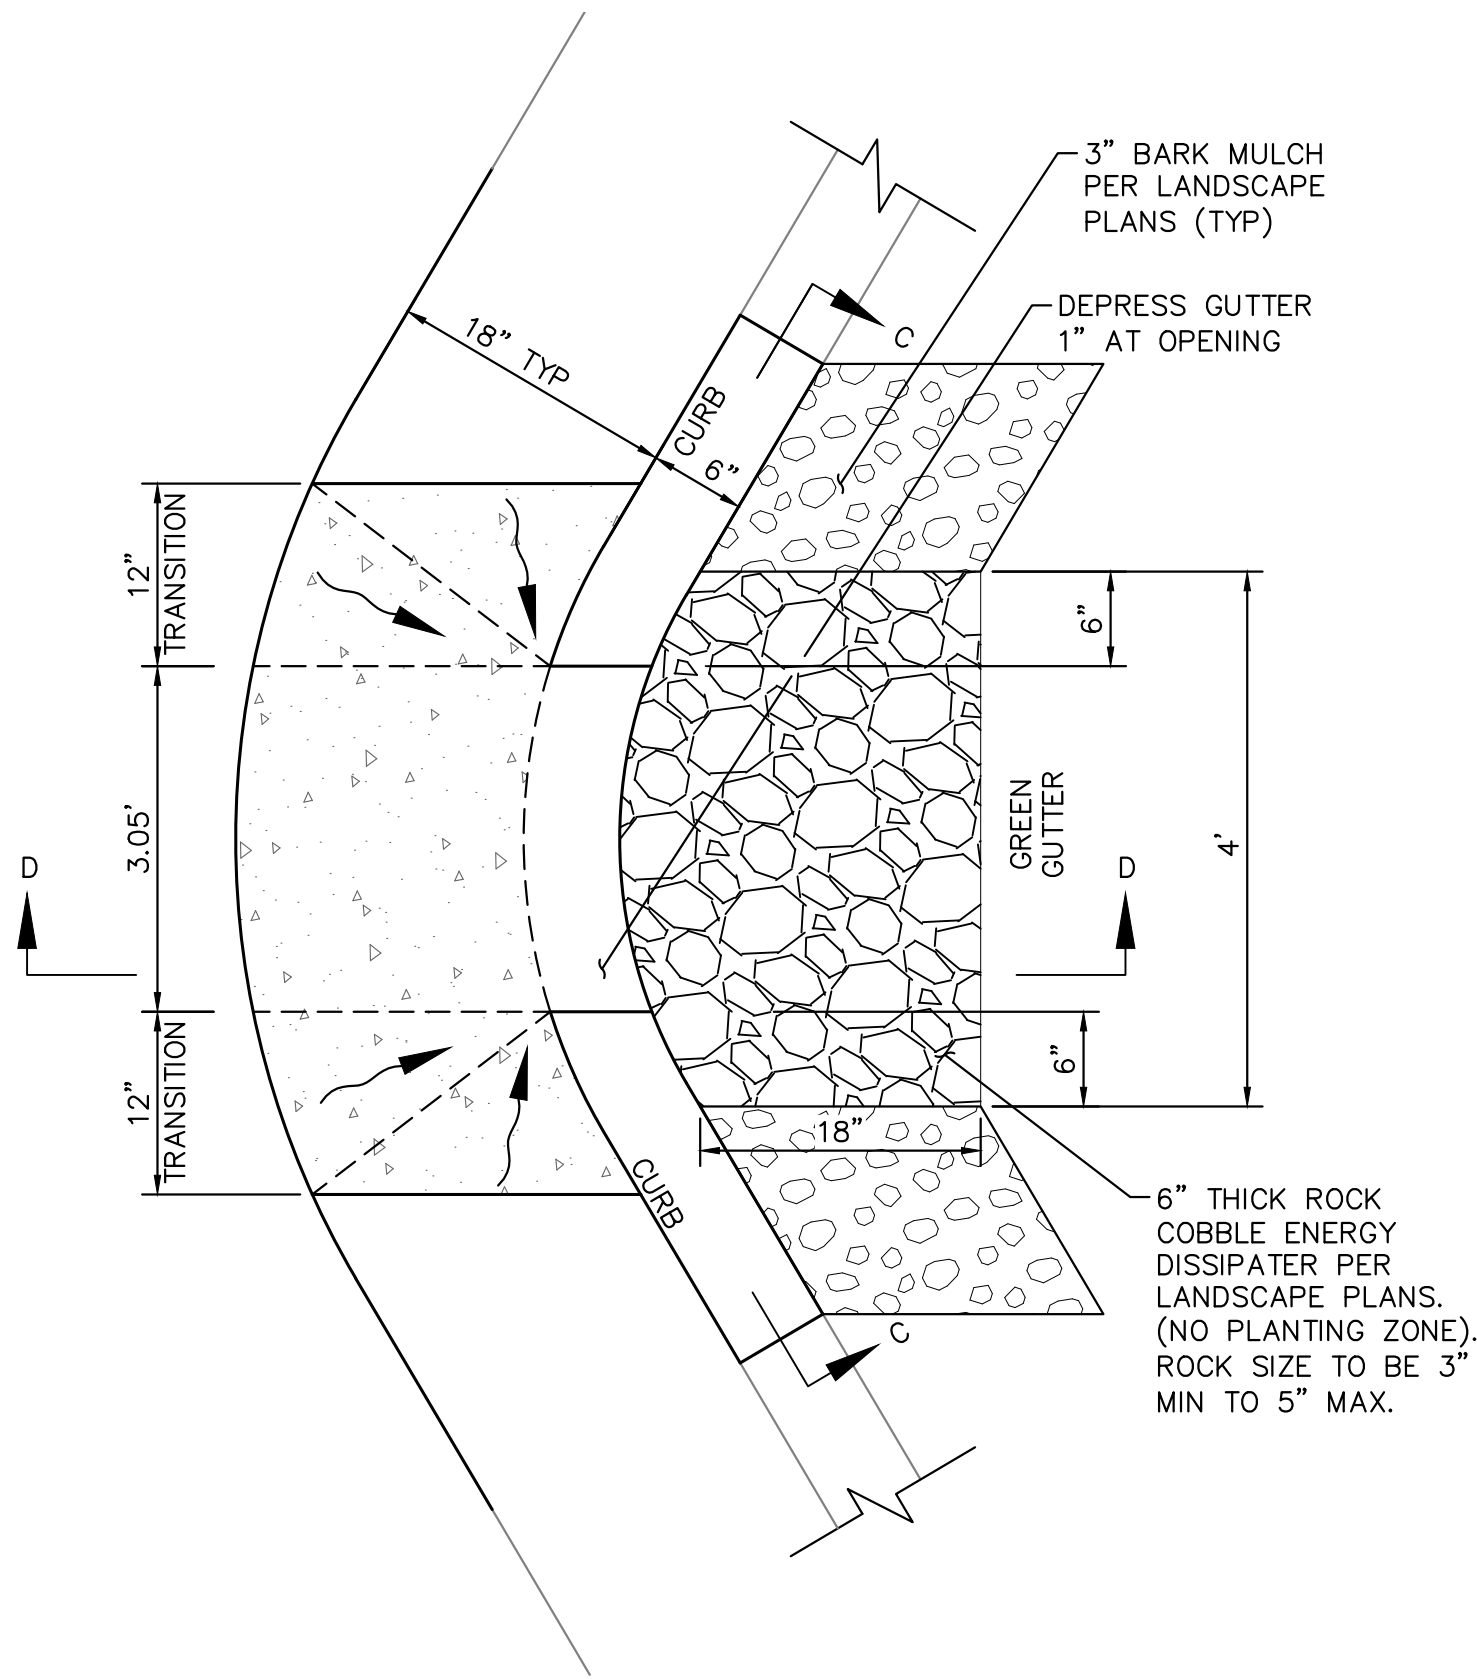 3” BARK MULCH
PER LANDSCAPE
PLANS (TYP)
DEPRESS GUTTER
1” AT OPENING
C
18” TYP
CURB
6”
12”
TRANSITION
6”
3.05’
GREEN
GUTTER
4’
D
D
12”
TRANSITION
6”
18”
CURB
6” THICK ROCK
COBBLE ENERGY
DISSIPATER PER
LANDSCAPE PLANS.
(NO PLANTING ZONE).
ROCK SIZE TO BE 3”
MIN TO 5” MAX.
C